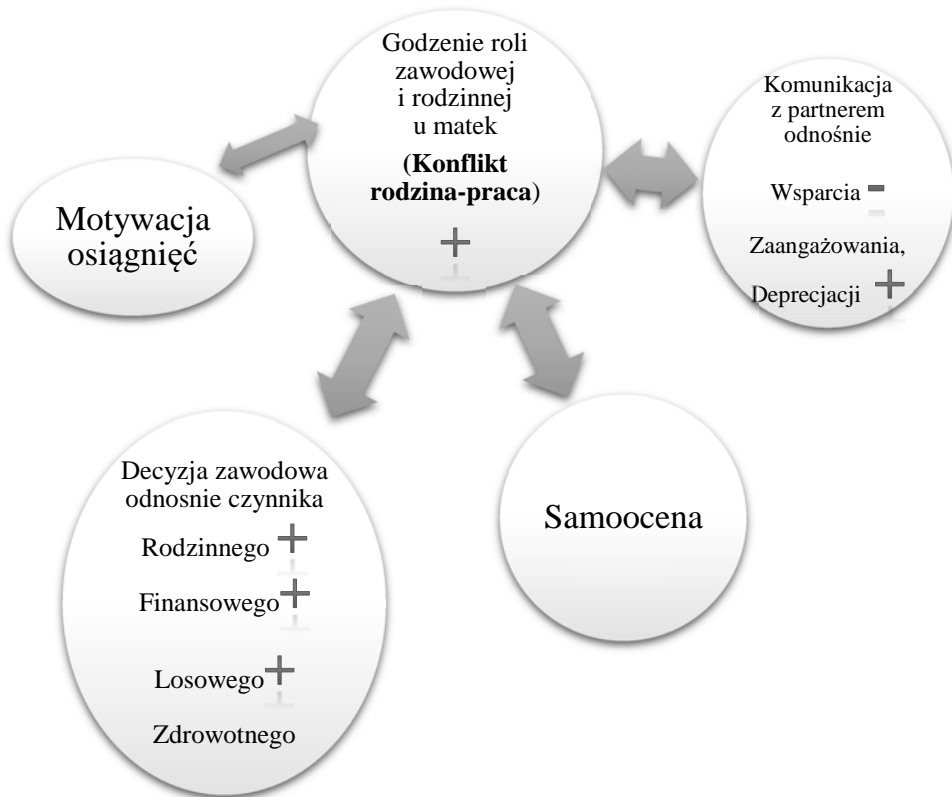 Godzenie roli
zawodowej
i rodzinnej
u matek
(Konflikt
rodzina-praca)
+
Komunikacja
z partnerem
odnośnie
Wsparcia -
Zaangażowania,
Deprecjacji +
Motywacja
osiągnięć
Decyzja zawodowa
odnosnie czynnika
Rodzinnego +
Finansowego +
Losowego +
Zdrowotnego
Samoocena